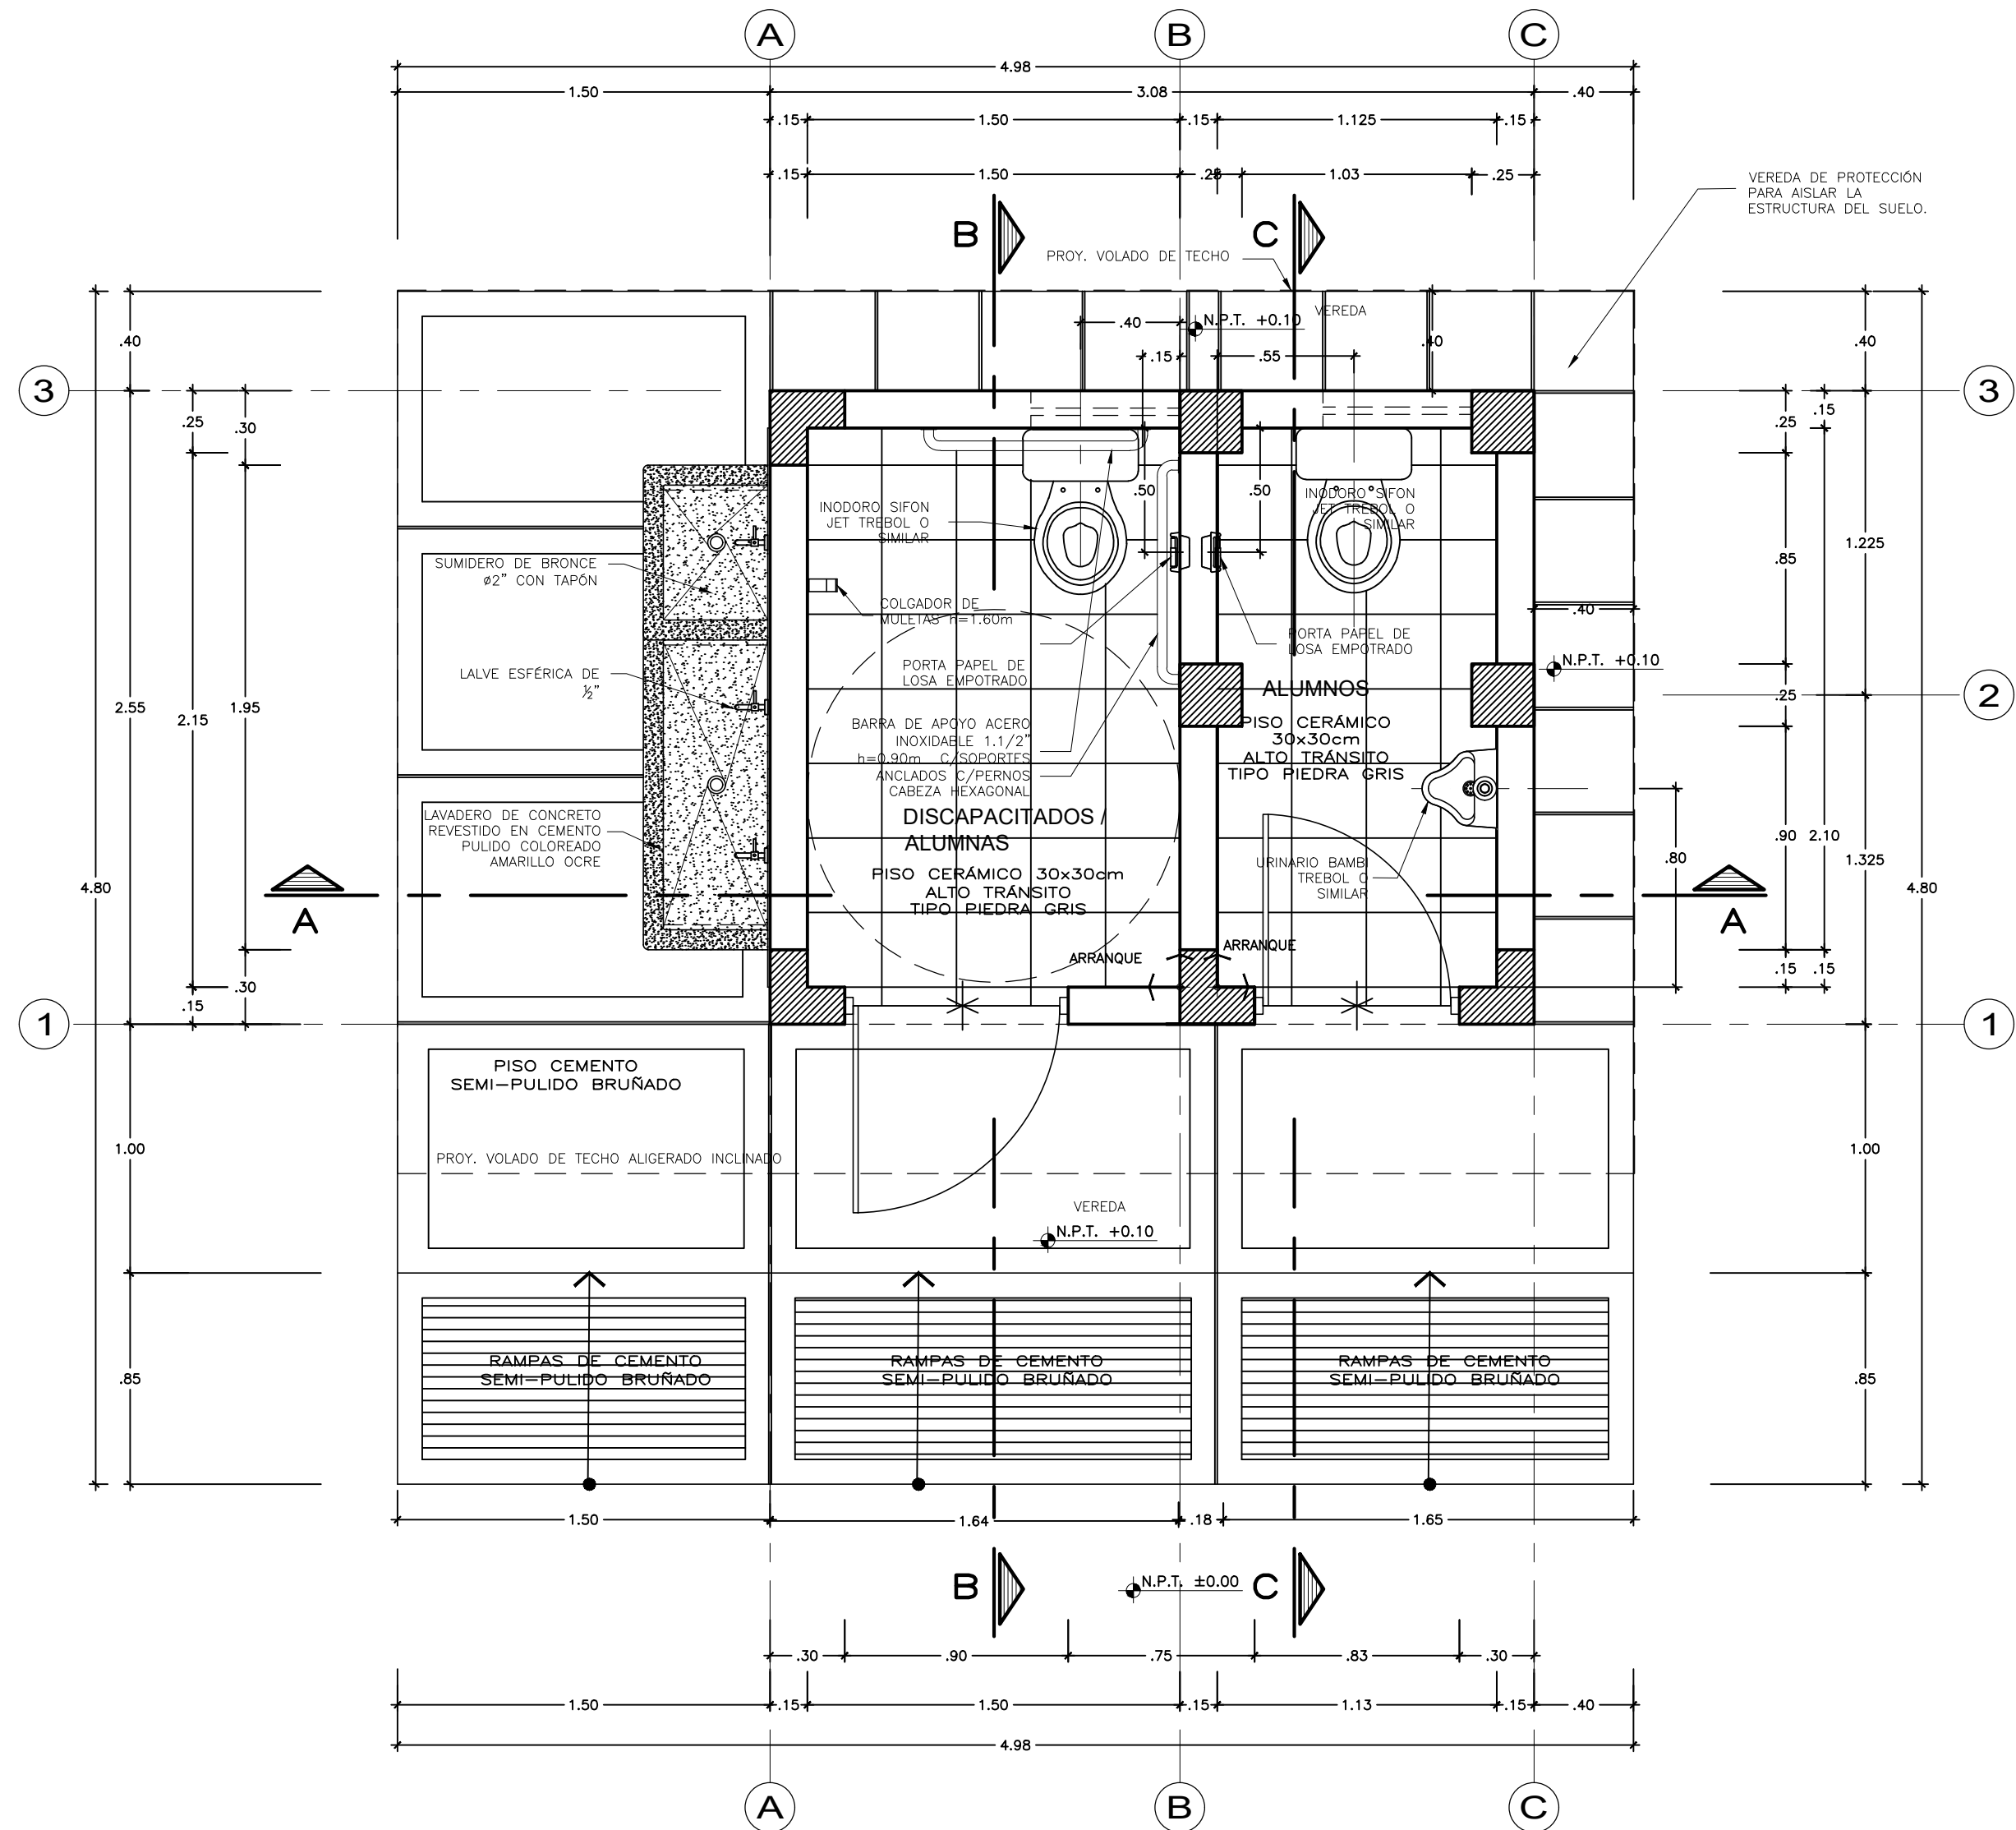 A B C
4.98
1.50 3.08 .40
.15 1.50 .15 1.125 .15
.15 1.50 .28 1.03 .25
VEREDA DE PROTECCIÓN
PARA AISLAR LA
ESTRUCTURA DEL SUELO.
B C
PROY. VOLADO DE TECHO
VEREDA
N.P.T. +0.10
.40
.40
.15 .55
.40
.40
3
3
.25
.30
.25
.15
.50
.50
INODORO SIFON
JET TREBOL O
SIMILAR
INODORO SIFON
JET TREBOL O
SIMILAR
SUMIDERO DE BRONCE
ø2" CON TAPÓN
.85
1.225
COLGADOR DE
MULETAS h=1.60m
.40
PORTA PAPEL DE
LOSA EMPOTRADO
PORTA PAPEL DE
LOSA EMPOTRADO
N.P.T. +0.10
LALVE ESFÉRICA DE
½"
ALUMNOS
.25
2
2.55
2.15
1.95
BARRA DE APOYO ACERO
INOXIDABLE 1.1/2"
h=0.90m C/SOPORTES
ANCLADOS C/PERNOS
CABEZA HEXAGONAL
PISO CERÁMICO
30x30cm
ALTO TRÁNSITO
TIPO PIEDRA GRIS
LAVADERO DE CONCRETO
REVESTIDO EN CEMENTO
PULIDO COLOREADO
AMARILLO OCRE
DISCAPACITADOS /
ALUMNAS
PISO CERÁMICO 30x30cm
ALTO TRÁNSITO
TIPO PIEDRA GRIS
URINARIO BAMBI
TREBOL O
SIMILAR
.80
.90
2.10
1.325
4.80
4.80
A
A
ARRANQUE
ARRANQUE
.30
.15
.15
.15
1
1
PISO CEMENTO
SEMI-PULIDO BRUÑADO
1.00
1.00
PROY. VOLADO DE TECHO ALIGERADO INCLINADO
VEREDA
N.P.T. +0.10
RAMPAS DE CEMENTO
SEMI-PULIDO BRUÑADO
RAMPAS DE CEMENTO
SEMI-PULIDO BRUÑADO
RAMPAS DE CEMENTO
SEMI-PULIDO BRUÑADO
.85
.85
1.50 1.64 .18 1.65
B C
N.P.T. ±0.00
.30 .90 .75 .83 .30
1.50 .15 1.50 .15 1.13 .15 .40
4.98
A B C